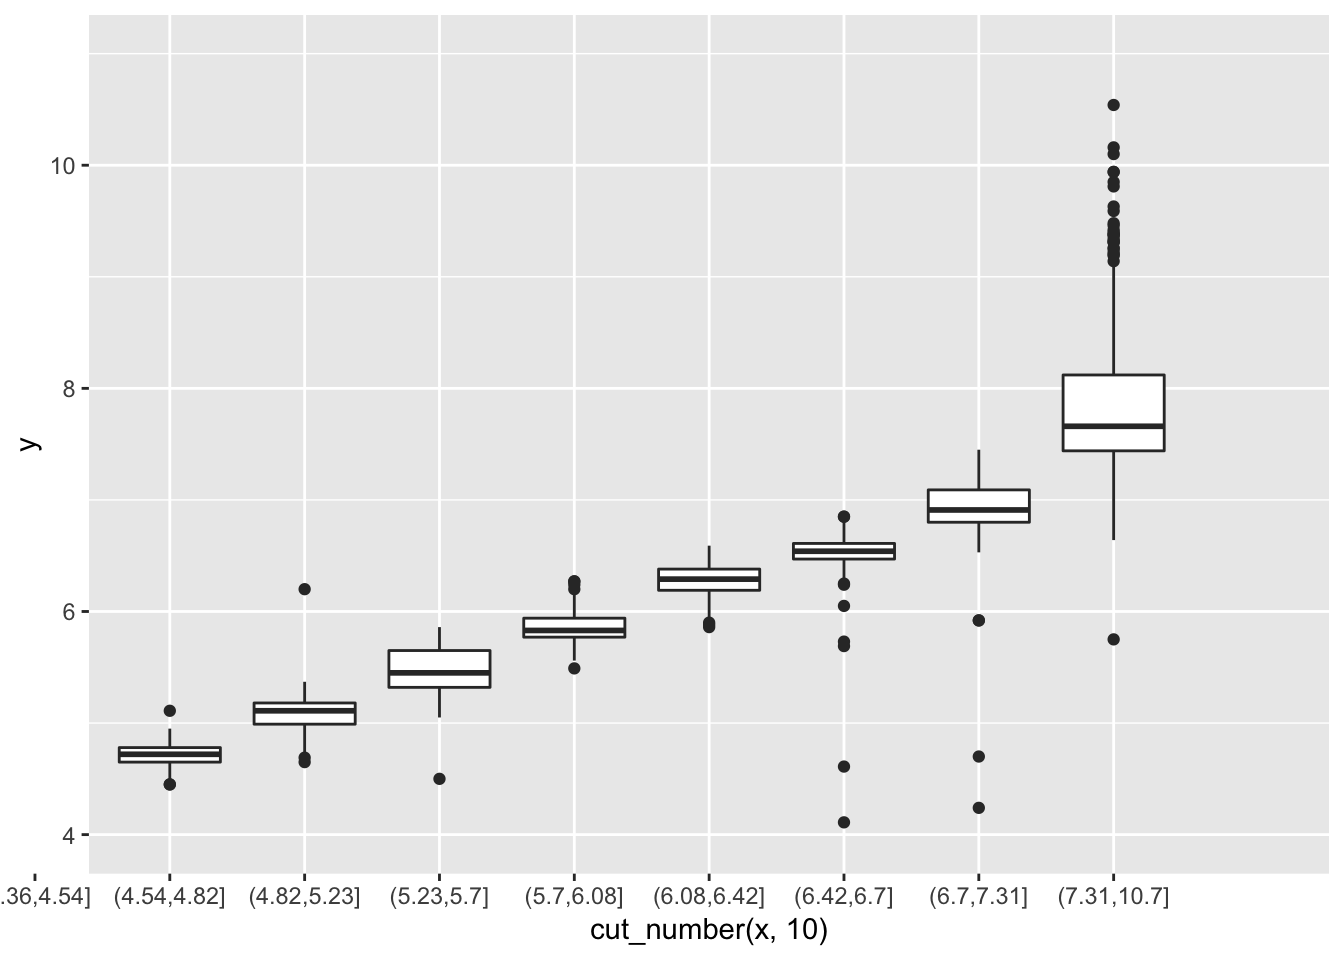 10
8
6
4
y
.36,4.54] (4.54,4.82] (4.82,5.23] (5.23,5.7] (5.7,6.08] (6.08,6.42] (6.42,6.7] (6.7,7.31] (7.31,10.7]
cut_number(x, 10)